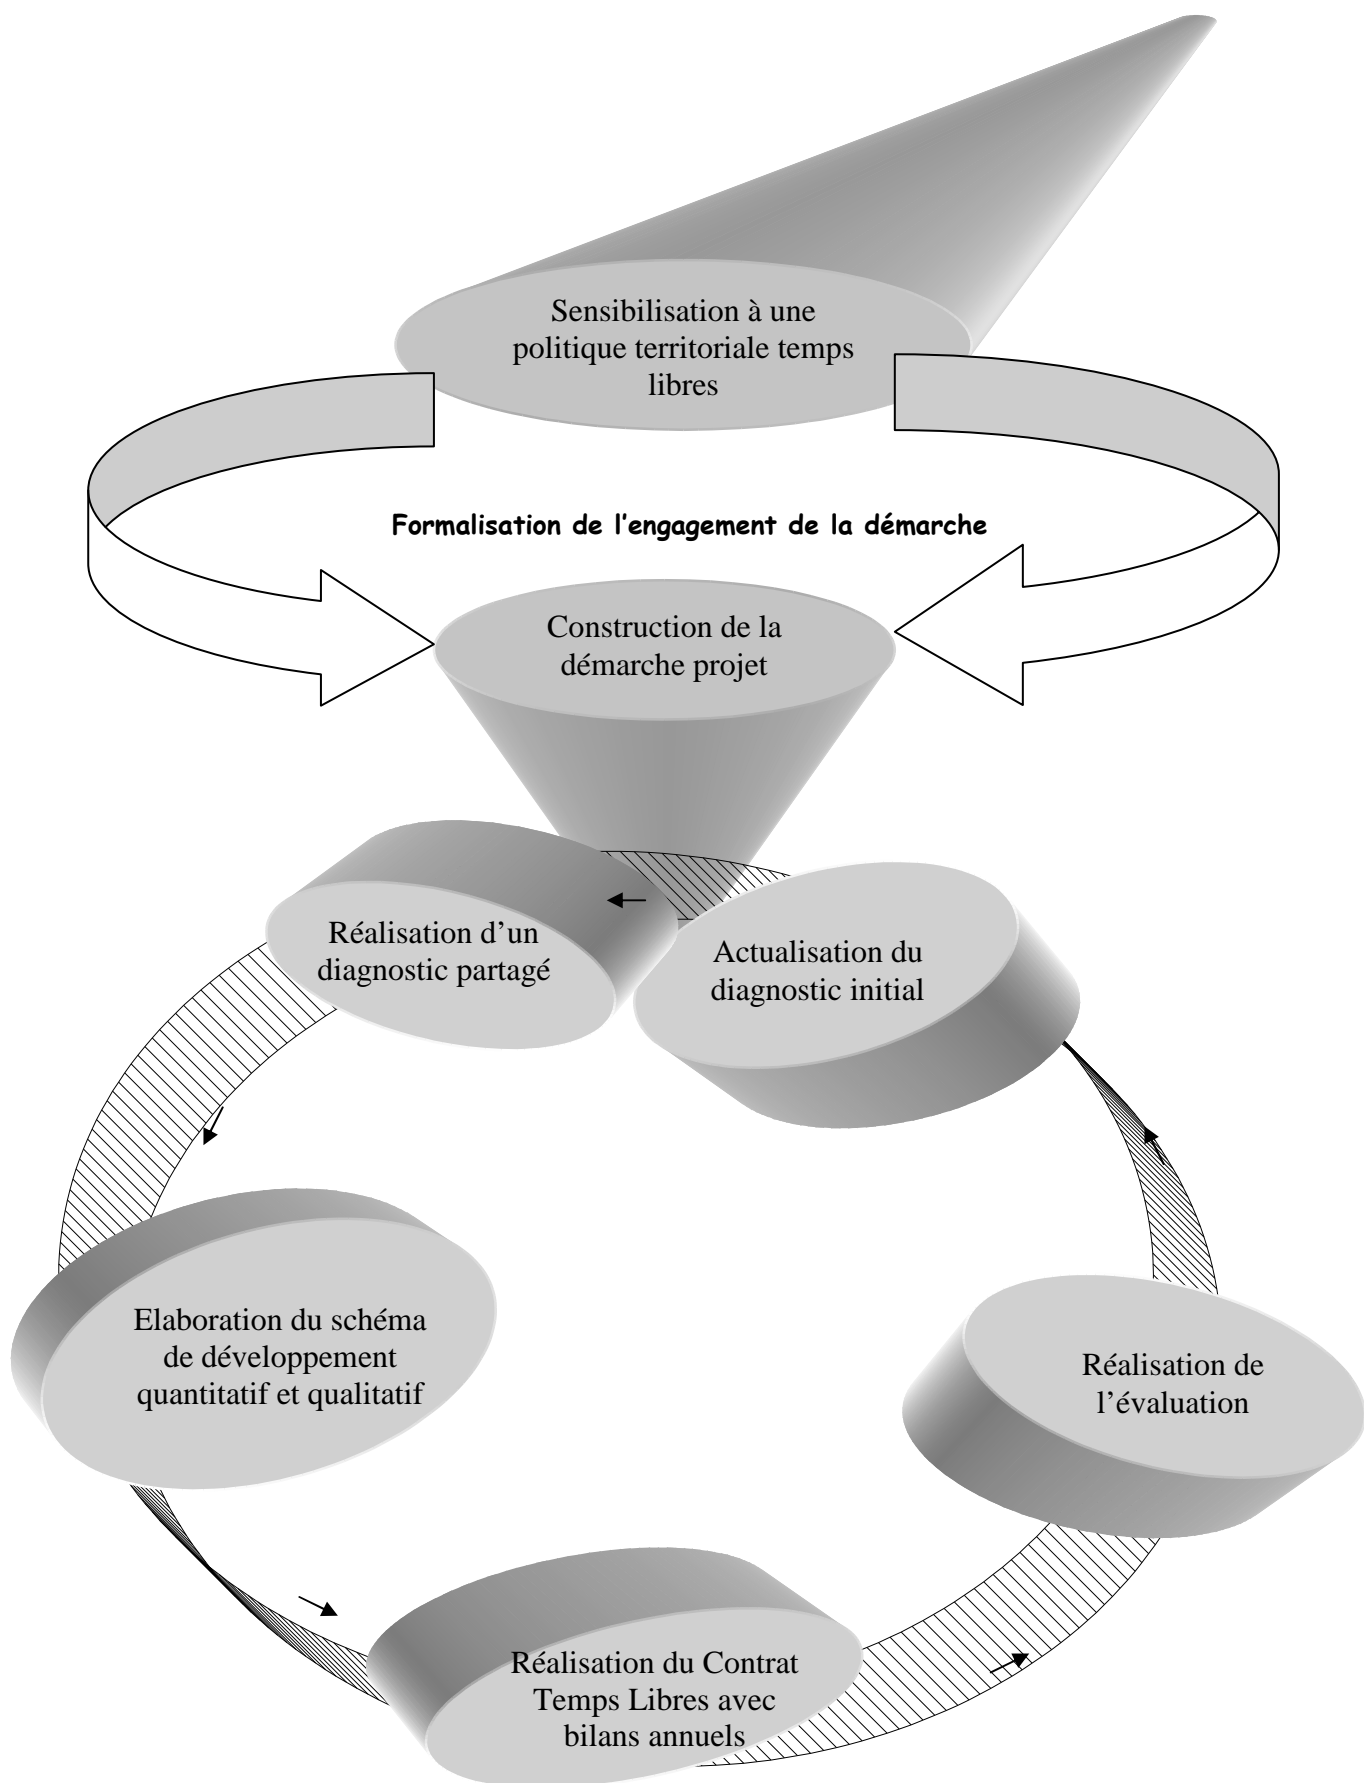 Sensibilisation à une
politique territoriale temps
libres
Formalisation de l’engagement de la démarche
Construction de la
démarche projet
Réalisation d’un
diagnostic partagé
Actualisation du
diagnostic initial
Elaboration du schéma
de développement
quantitatif et qualitatif
Réalisation de
l’évaluation
Réalisation du Contrat
Temps Libres avec
bilans annuels